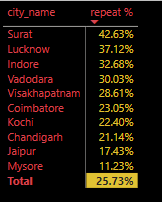 city_name repeat %
Surat 42.63%
Lucknow 37.12%
Indore 32.68%
Vadodara 30.03%
Visakhapatnam 28.61%
Coimbatore 23.05%
Kochi 22.40%
Chandigarh 21.14%
Jaipur 17.43%
Mysore 11.23%
Total 25.73%